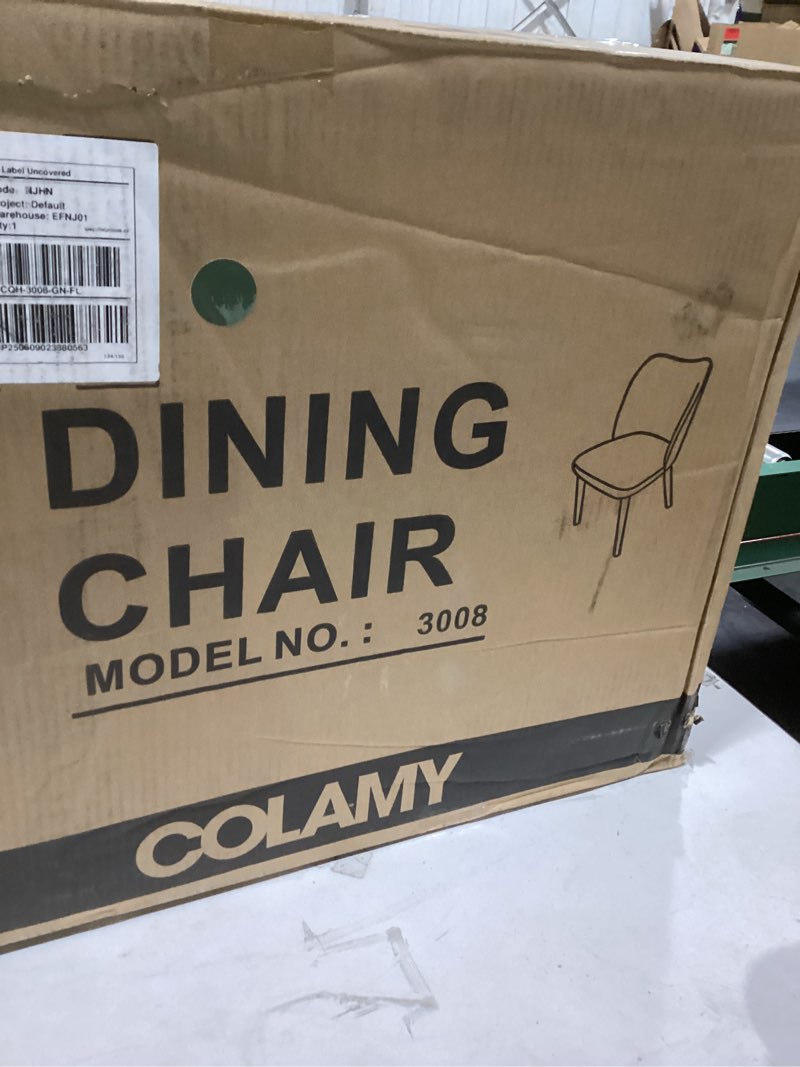 Label Uncovered
ode: NJHN
oject: Default
arehouse: EFNJ01
ty:1
CQH-3008-GN-FL
DINING
CHAIR
MODEL NO. : 3008
COLAMY